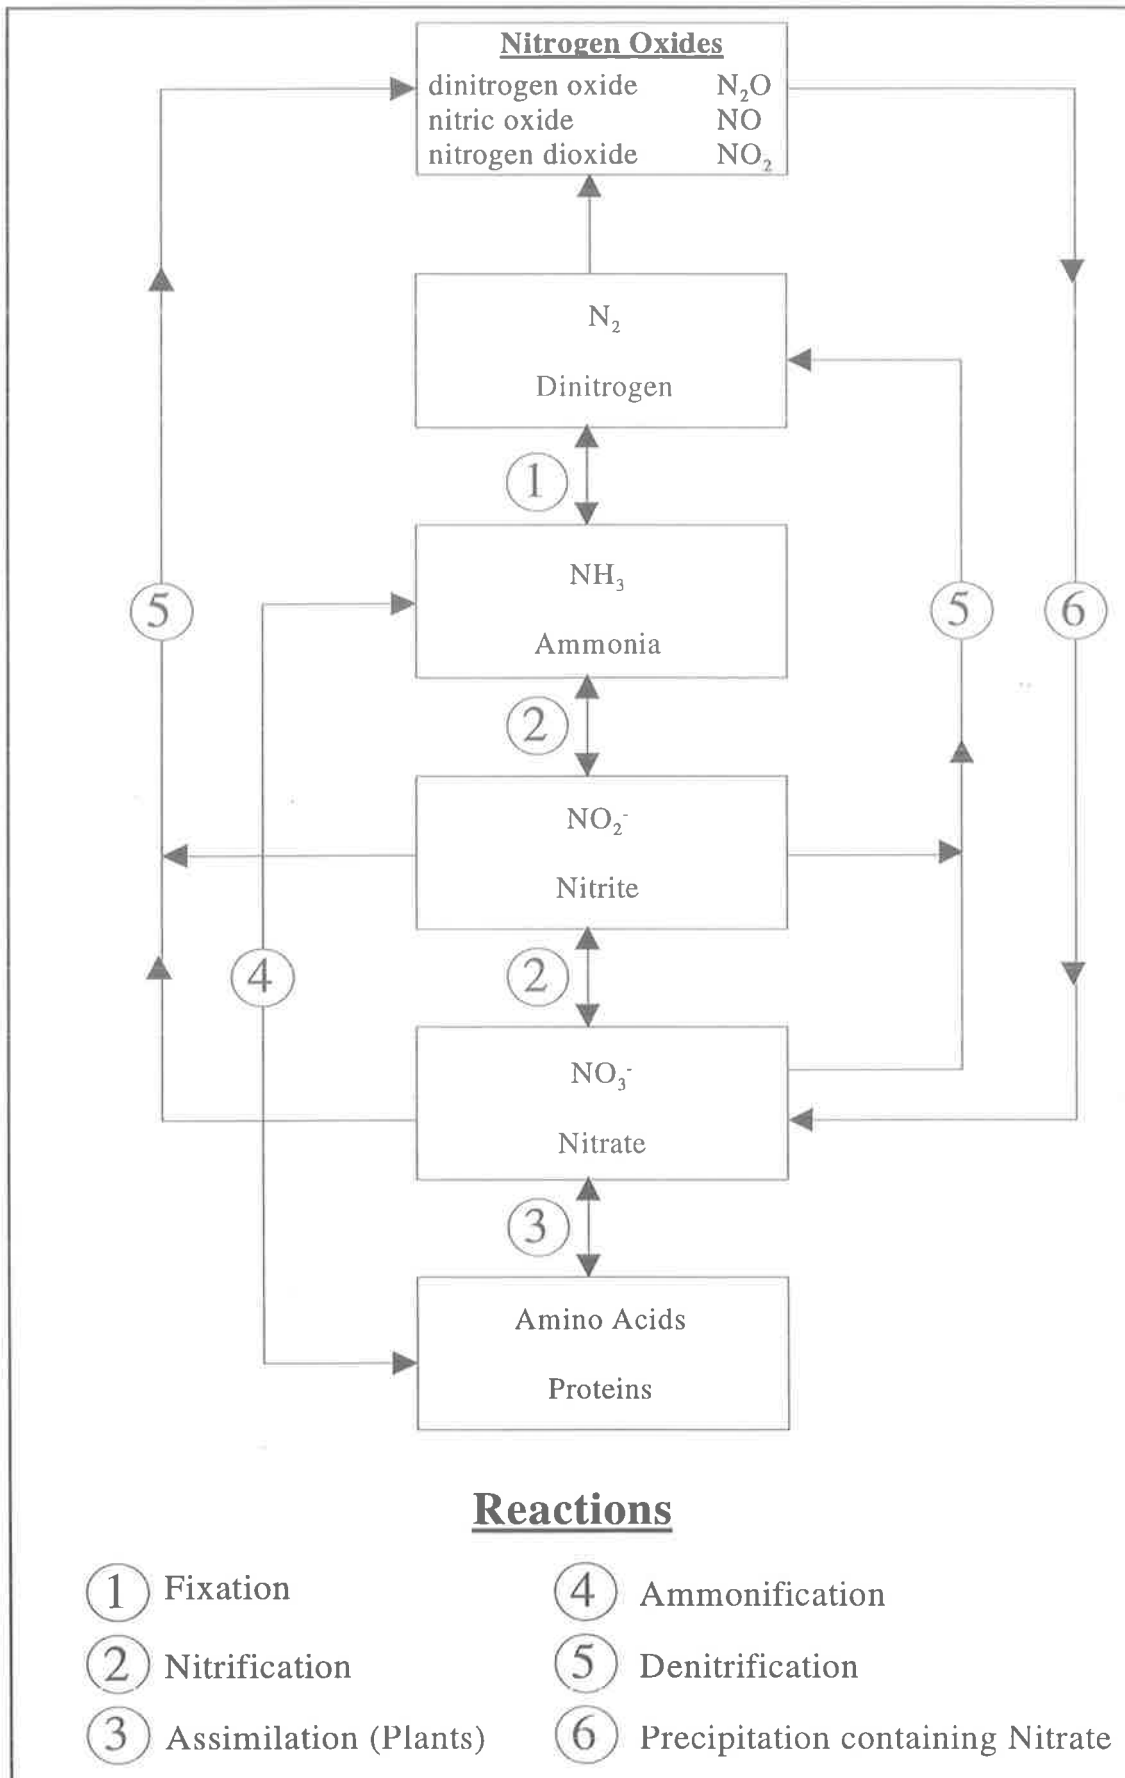 Nitrogen Oxides
dinitrogen oxide N₂O
nitric oxide NO
nitrogen dioxide NO₂
N₂
Dinitrogen
1
NH₃
Ammonia
5
5
6
2
NO₂⁻
Nitrite
4
2
NO₃⁻
Nitrate
3
Amino Acids
Proteins
Reactions
1 Fixation
4 Ammonification
2 Nitrification
5 Denitrification
3 Assimilation (Plants)
6 Precipitation containing Nitrate